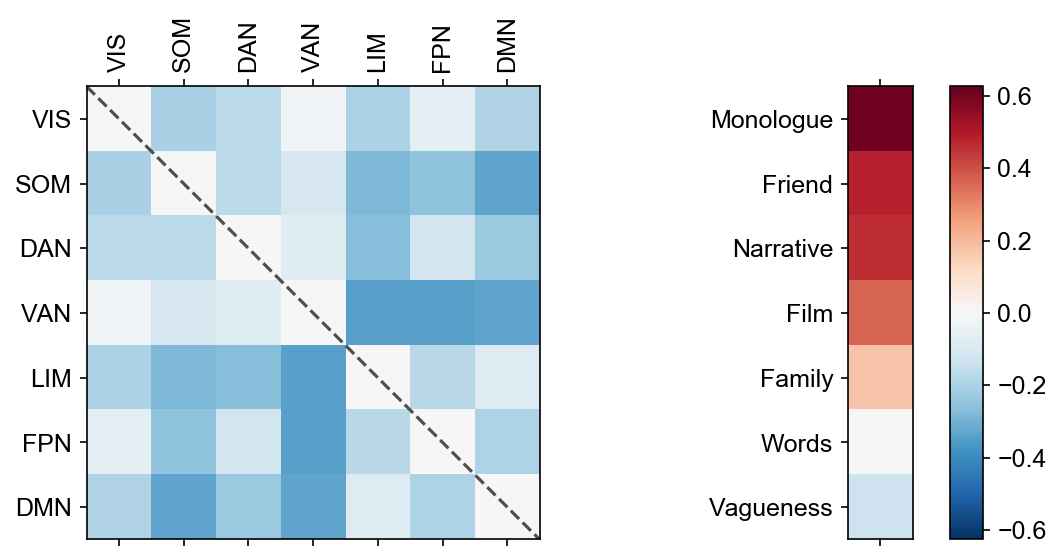 VIS SOM DAN VAN LIM FPN DMN
VIS
SOM
DAN
VAN
LIM
FPN
DMN
Monologue
Friend
Narrative
Film
Family
Words
Vagueness
0.6
0.4
0.2
0.0
−0.2
−0.4
−0.6